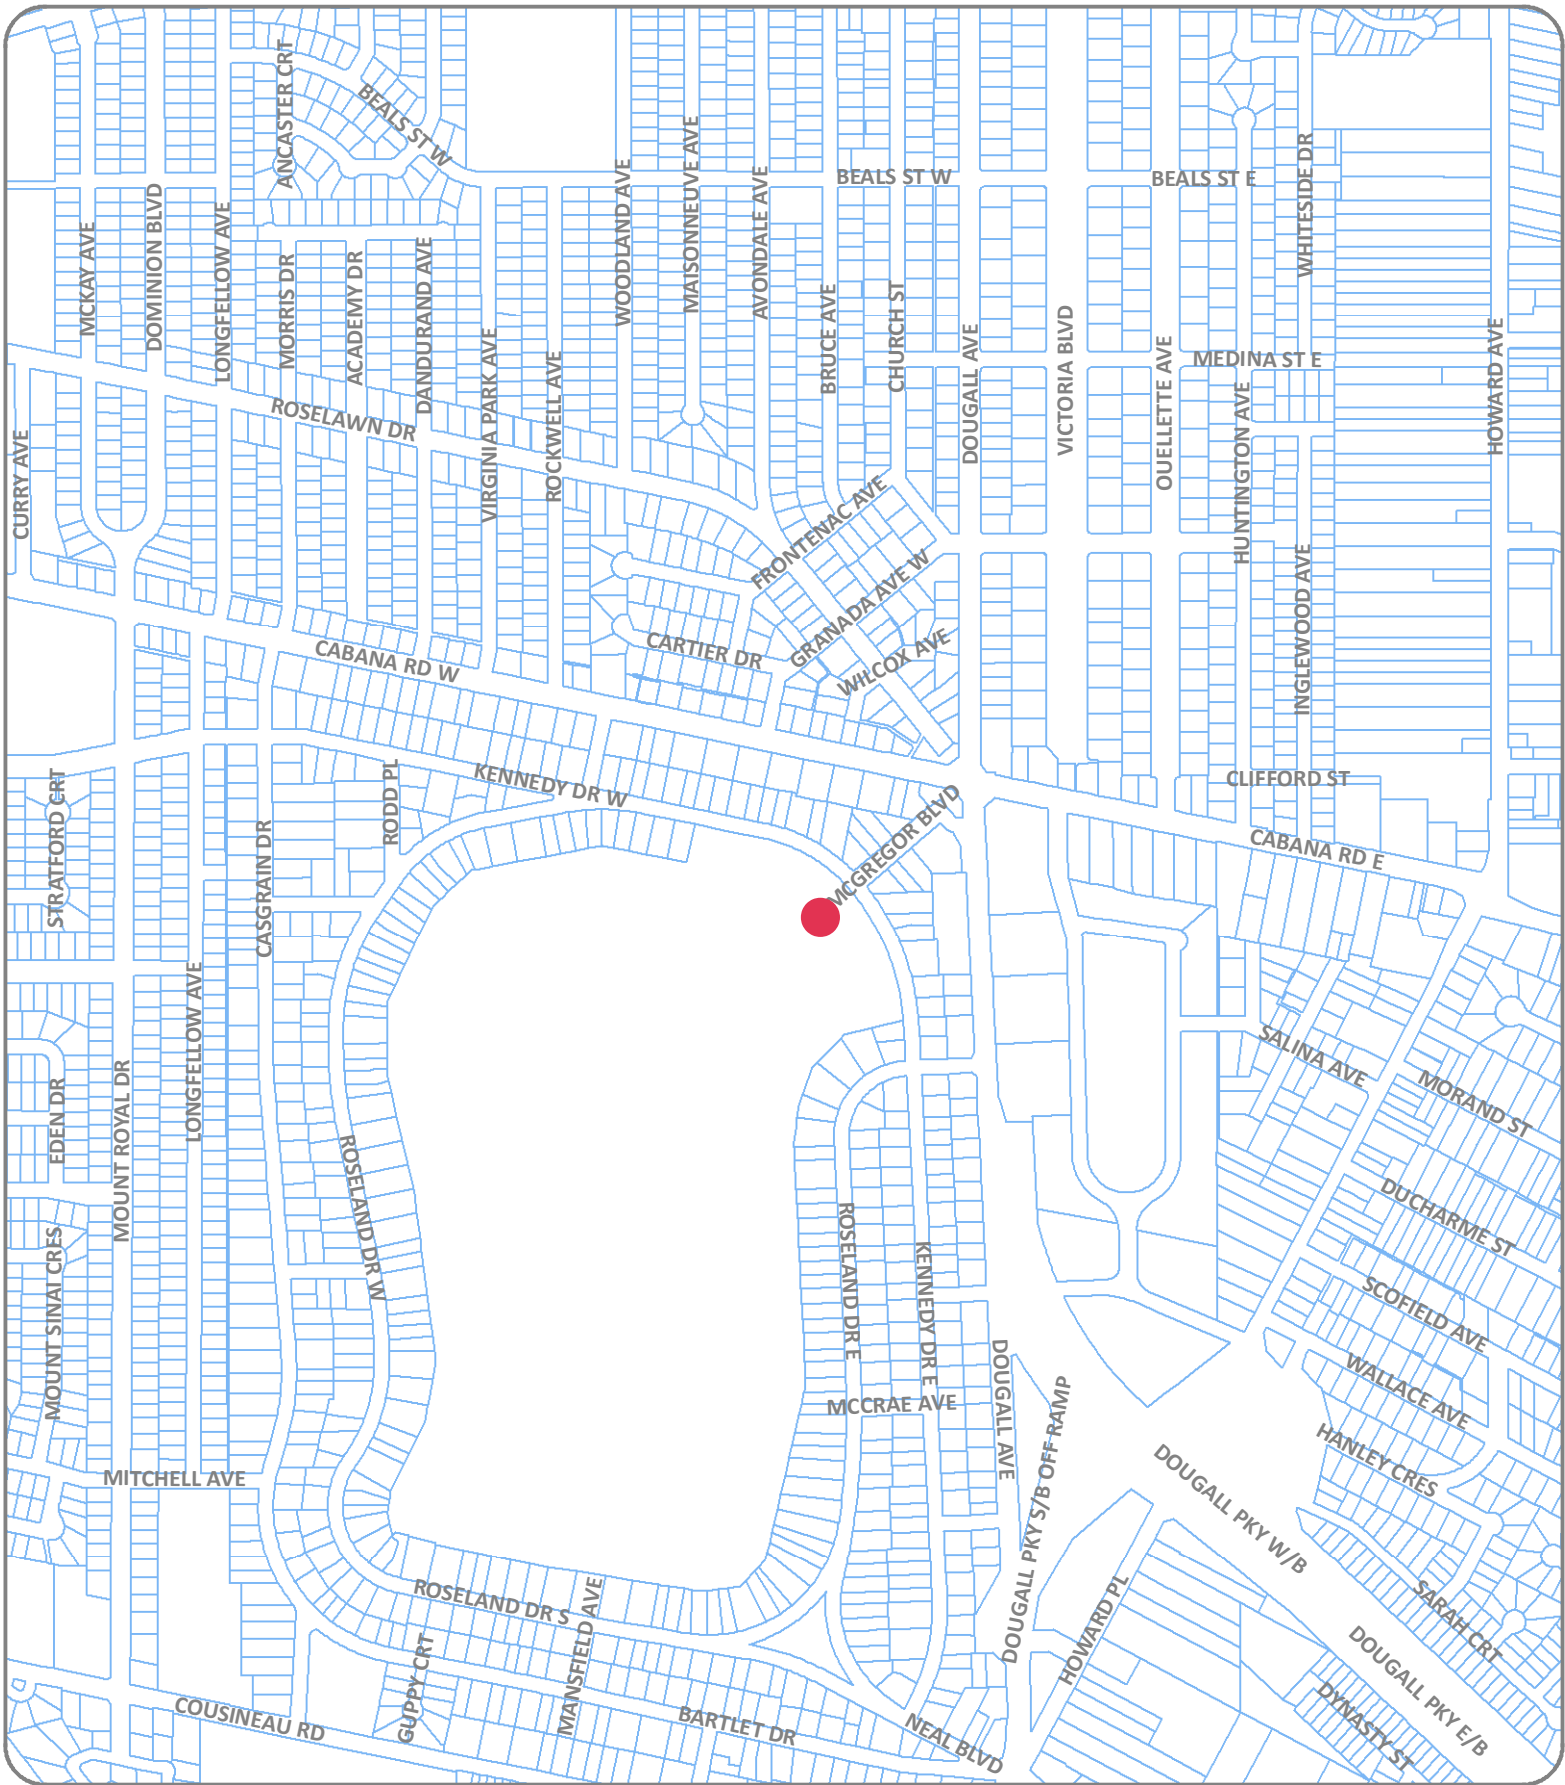 ANCASTER CRT
BEALS ST W
MCKAY AVE
DOMINION BLVD
LONGFELLOW AVE
MORRIS DR
ACADEMY DR
DANDURAND AVE
VIRGINIA PARK AVE
ROCKWELL AVE
WOODLAND AVE
MAISONNEUVE AVE
AVONDALE AVE
BRUCE AVE
BEALS ST W
CHURCH ST
DOUGALL AVE
VICTORIA BLVD
OUELLETTE AVE
BEALS ST E
WHITESIDE DR
MEDINA ST E
HUNTINGTON AVE
HOWARD AVE
CURRY AVE
ROSELAWN DR
FRONTENAC AVE
GRANADA AVE W
WILCOX AVE
CARTIER DR
CABANA RD W
INGLEWOOD AVE
CLIFFORD ST
CABANA RD E
STRATFORD CRT
RODD PL
KENNEDY DR W
MCGREGOR BLVD
CASGRAIN DR
LONGFELLOW AVE
MOUNT ROYAL DR
EDEN DR
SALINA AVE
MORAND ST
DUCHARME ST
SCOFIELD AVE
WALLACE AVE
HANLEY CRES
MOUNT SINAI CRES
ROSELAND DR W
ROSELAND DR E
KENNEDY DR E
MCCRAE AVE
DOUGALL AVE
DOUGALL PKY S/B OFF RAMP
MITCHELL AVE
DOUGALL PKY W/B
SARAH CRT
ROSELAND DR S
MANSFIELD AVE
GUPPY CRT
HOWARD PL
DOUGALL PKY E/B
DYNASTY ST
COUSINEAU RD
BARTLET DR
NEAL BLVD